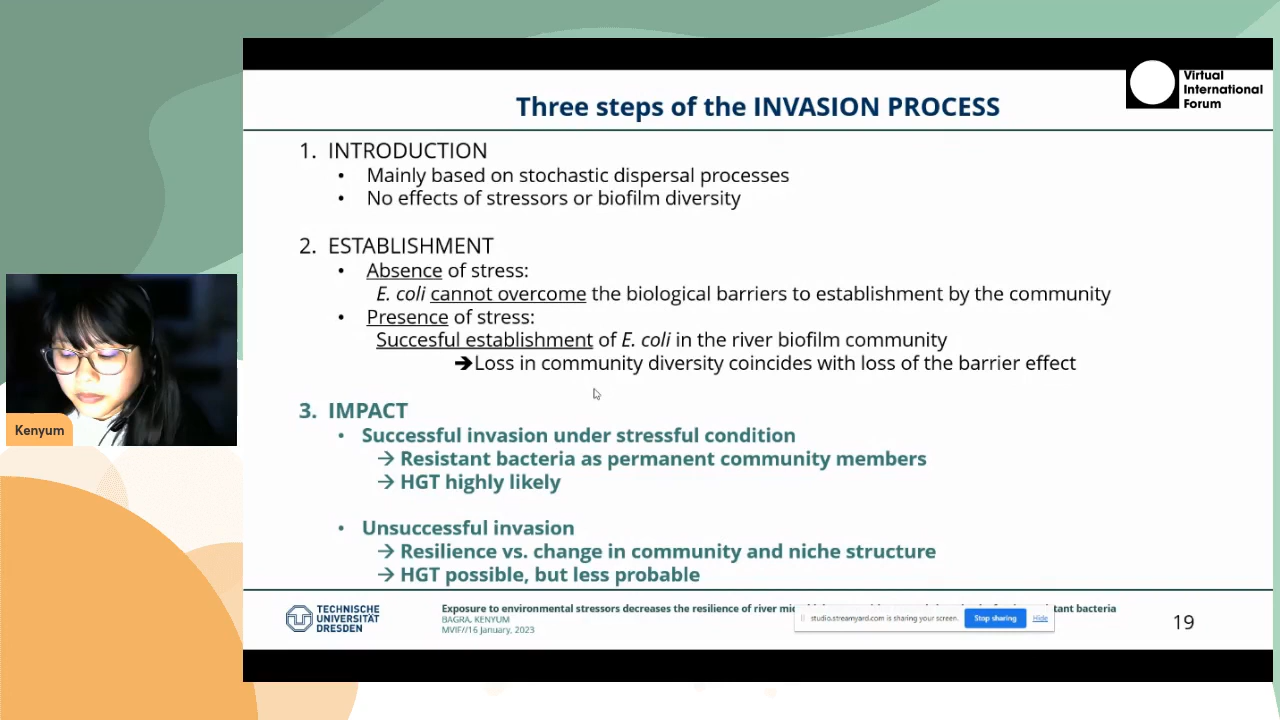 Virtual
International
Forum
Three steps of the INVASION PROCESS
1. INTRODUCTION
• Mainly based on stochastic dispersal processes
• No effects of stressors or biofilm diversity
2. ESTABLISHMENT
• Absence of stress:
E. coli cannot overcome the biological barriers to establishment by the community
• Presence of stress:
Succesful establishment of E. coli in the river biofilm community
➔Loss in community diversity coincides with loss of the barrier effect
3. IMPACT
• Successful invasion under stressful condition
→ Resistant bacteria as permanent community members
→ HGT highly likely
• Unsuccessful invasion
→ Resilience vs. change in community and niche structure
→ HGT possible, but less probable
Kenyum
TECHNISCHE
UNIVERSITÄT
DRESDEN
Exposure to environmental stressors decreases the resilience of river bacteria
BAGRA, KENYUM
MVIF//16 January, 2023
studio.streamyard.com is sharing your screen.
Stop sharing
Hide
19